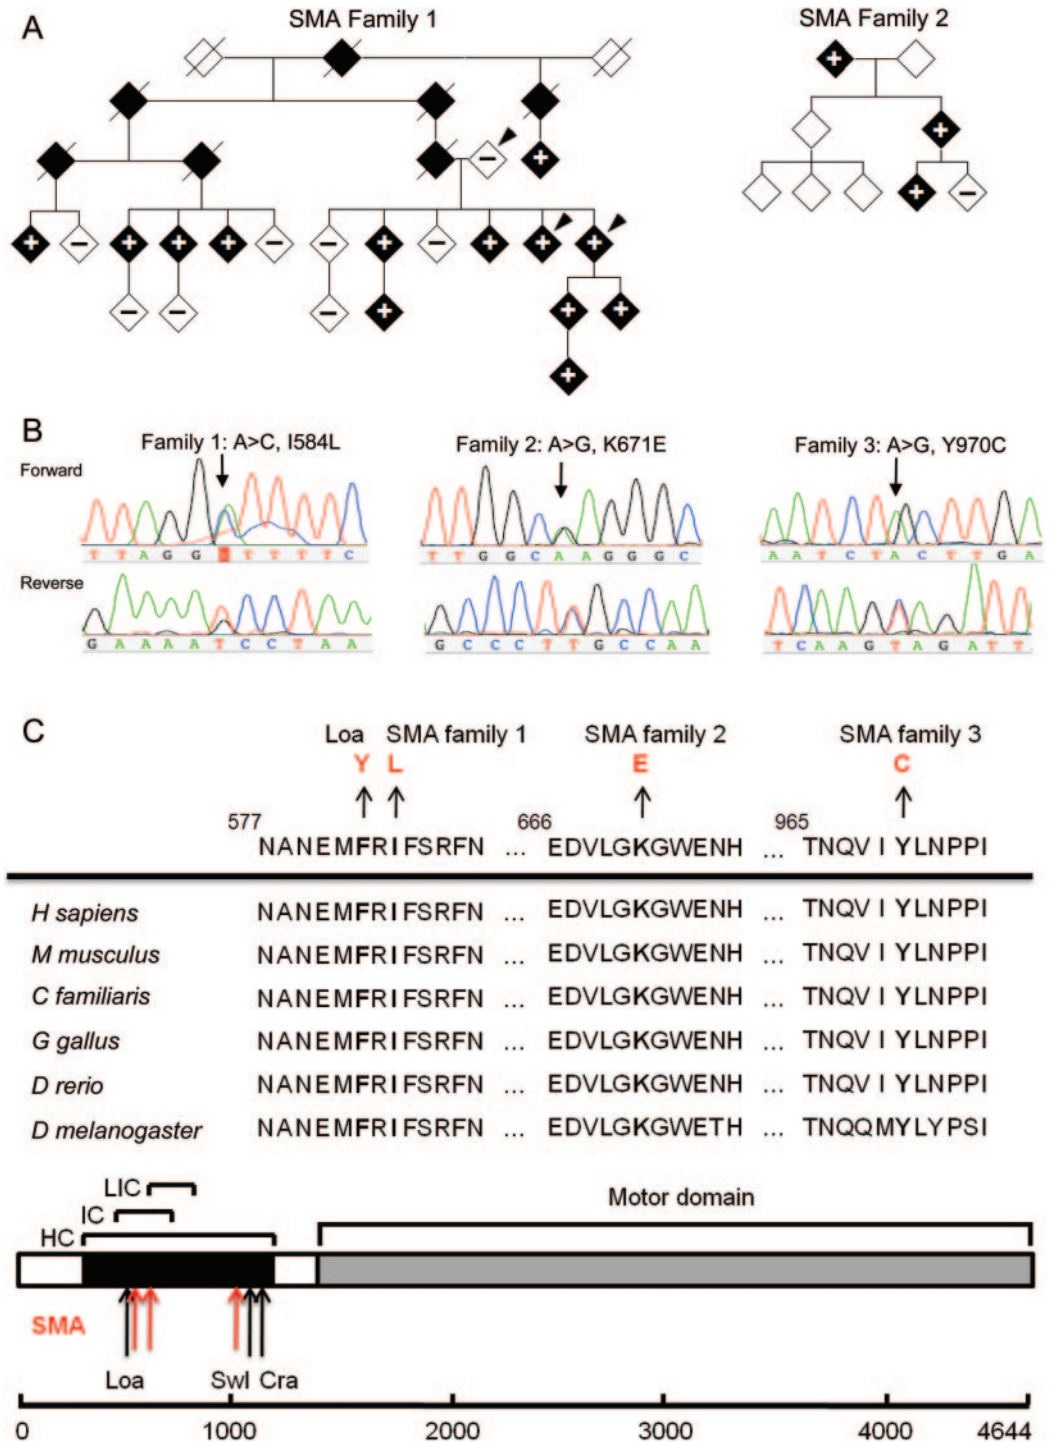 A
SMA Family 1
SMA Family 2
+
−
+
+ − + + + − − + − + + +
− − − + + +
+
+
+
+ −
B
Family 1: A>C, I584L
Family 2: A>G, K671E
Family 3: A>G, Y970C
Forward
T T A G G T T T T C
T T G G C A A G G G C
A A T C T A C T T G A
Reverse
G A A A A T C C T A A
G C C C T T G C C A A
T C A A G T A G A T T
C
Loa SMA family 1 SMA family 2 SMA family 3
Y L E C
577 666 965
NANEMFRIFSRFN ... EDVLGKGWENH ... TNQVIYLNPPI
H sapiens NANEMFRIFSRFN ... EDVLGKGWENH ... TNQVIYLNPPI
M musculus NANEMFRIFSRFN ... EDVLGKGWENH ... TNQVIYLNPPI
C familiaris NANEMFRIFSRFN ... EDVLGKGWENH ... TNQVIYLNPPI
G gallus NANEMFRIFSRFN ... EDVLGKGWENH ... TNQVIYLNPPI
D rerio NANEMFRIFSRFN ... EDVLGKGWENH ... TNQVIYLNPPI
D melanogaster NANEMFRIFSRFN ... EDVLGKGWETH ... TNQQMYLYPSI
LIC
IC
HC
Motor domain
SMA
Loa Swl Cra
0 1000 2000 3000 4000 4644